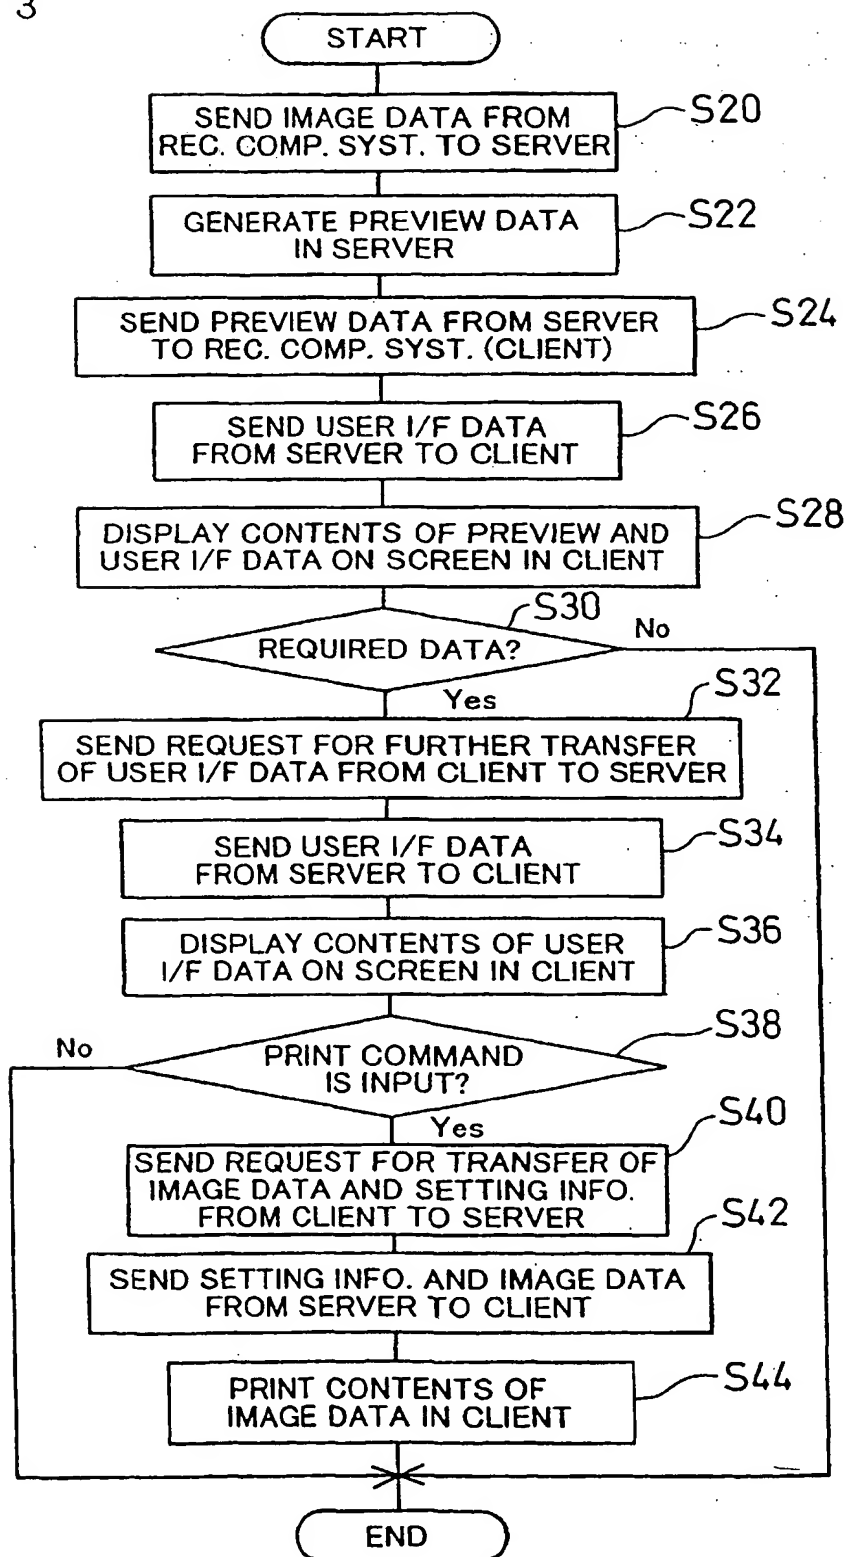 3
START
SEND IMAGE DATA FROM
REC. COMP. SYST. TO SERVER
S20
GENERATE PREVIEW DATA
IN SERVER
S22
SEND PREVIEW DATA FROM SERVER
TO REC. COMP. SYST. (CLIENT)
S24
SEND USER I/F DATA
FROM SERVER TO CLIENT
S26
DISPLAY CONTENTS OF PREVIEW AND
USER I/F DATA ON SCREEN IN CLIENT
S28
REQUIRED DATA?
S30
No
Yes
SEND REQUEST FOR FURTHER TRANSFER
OF USER I/F DATA FROM CLIENT TO SERVER
S32
SEND USER I/F DATA
FROM SERVER TO CLIENT
S34
DISPLAY CONTENTS OF USER
I/F DATA ON SCREEN IN CLIENT
S36
PRINT COMMAND
IS INPUT?
S38
No
Yes
SEND REQUEST FOR TRANSFER OF
IMAGE DATA AND SETTING INFO.
FROM CLIENT TO SERVER
S40
SEND SETTING INFO. AND IMAGE DATA
FROM SERVER TO CLIENT
S42
PRINT CONTENTS OF
IMAGE DATA IN CLIENT
S44
END